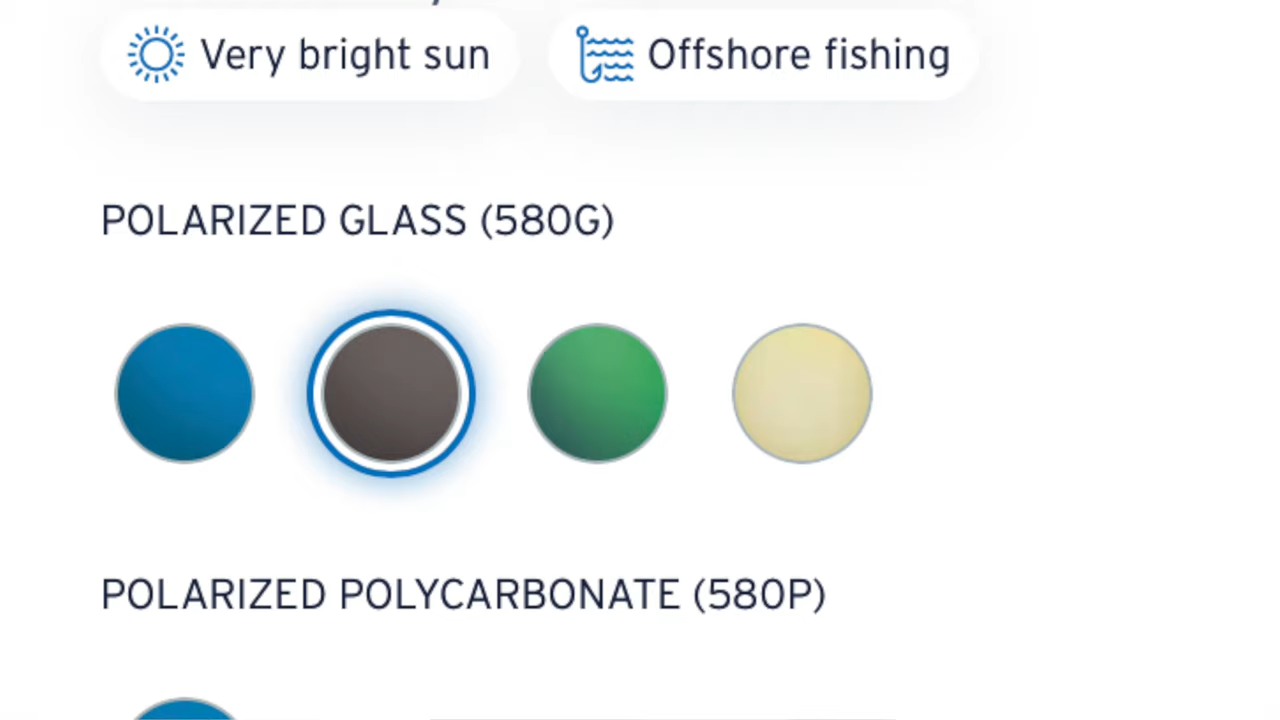 Very bright sun
Offshore fishing
POLARIZED GLASS (580G)
POLARIZED POLYCARBONATE (580P)